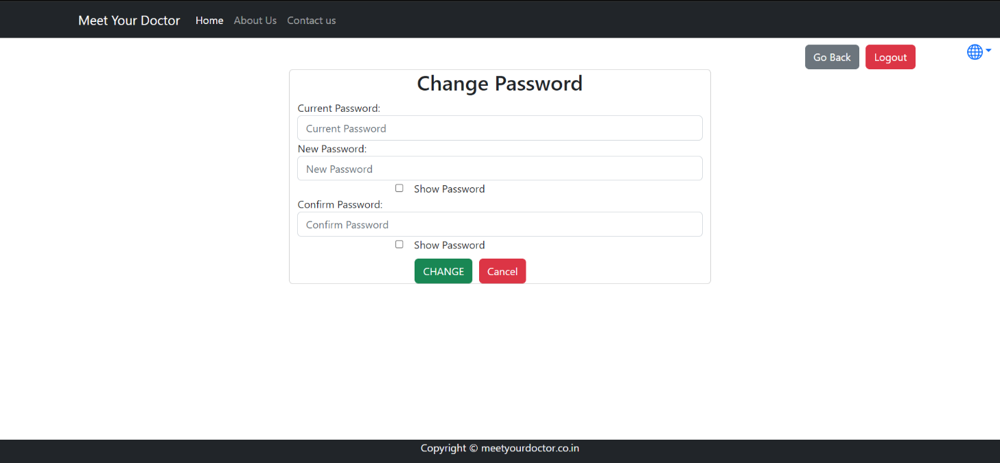 Meet Your Doctor Home About Us Contact us
Go Back Logout
Change Password
Current Password:
Current Password
New Password:
New Password
Show Password
Confirm Password:
Confirm Password
Show Password
CHANGE Cancel
Copyright © meetyourdoctor.co.in